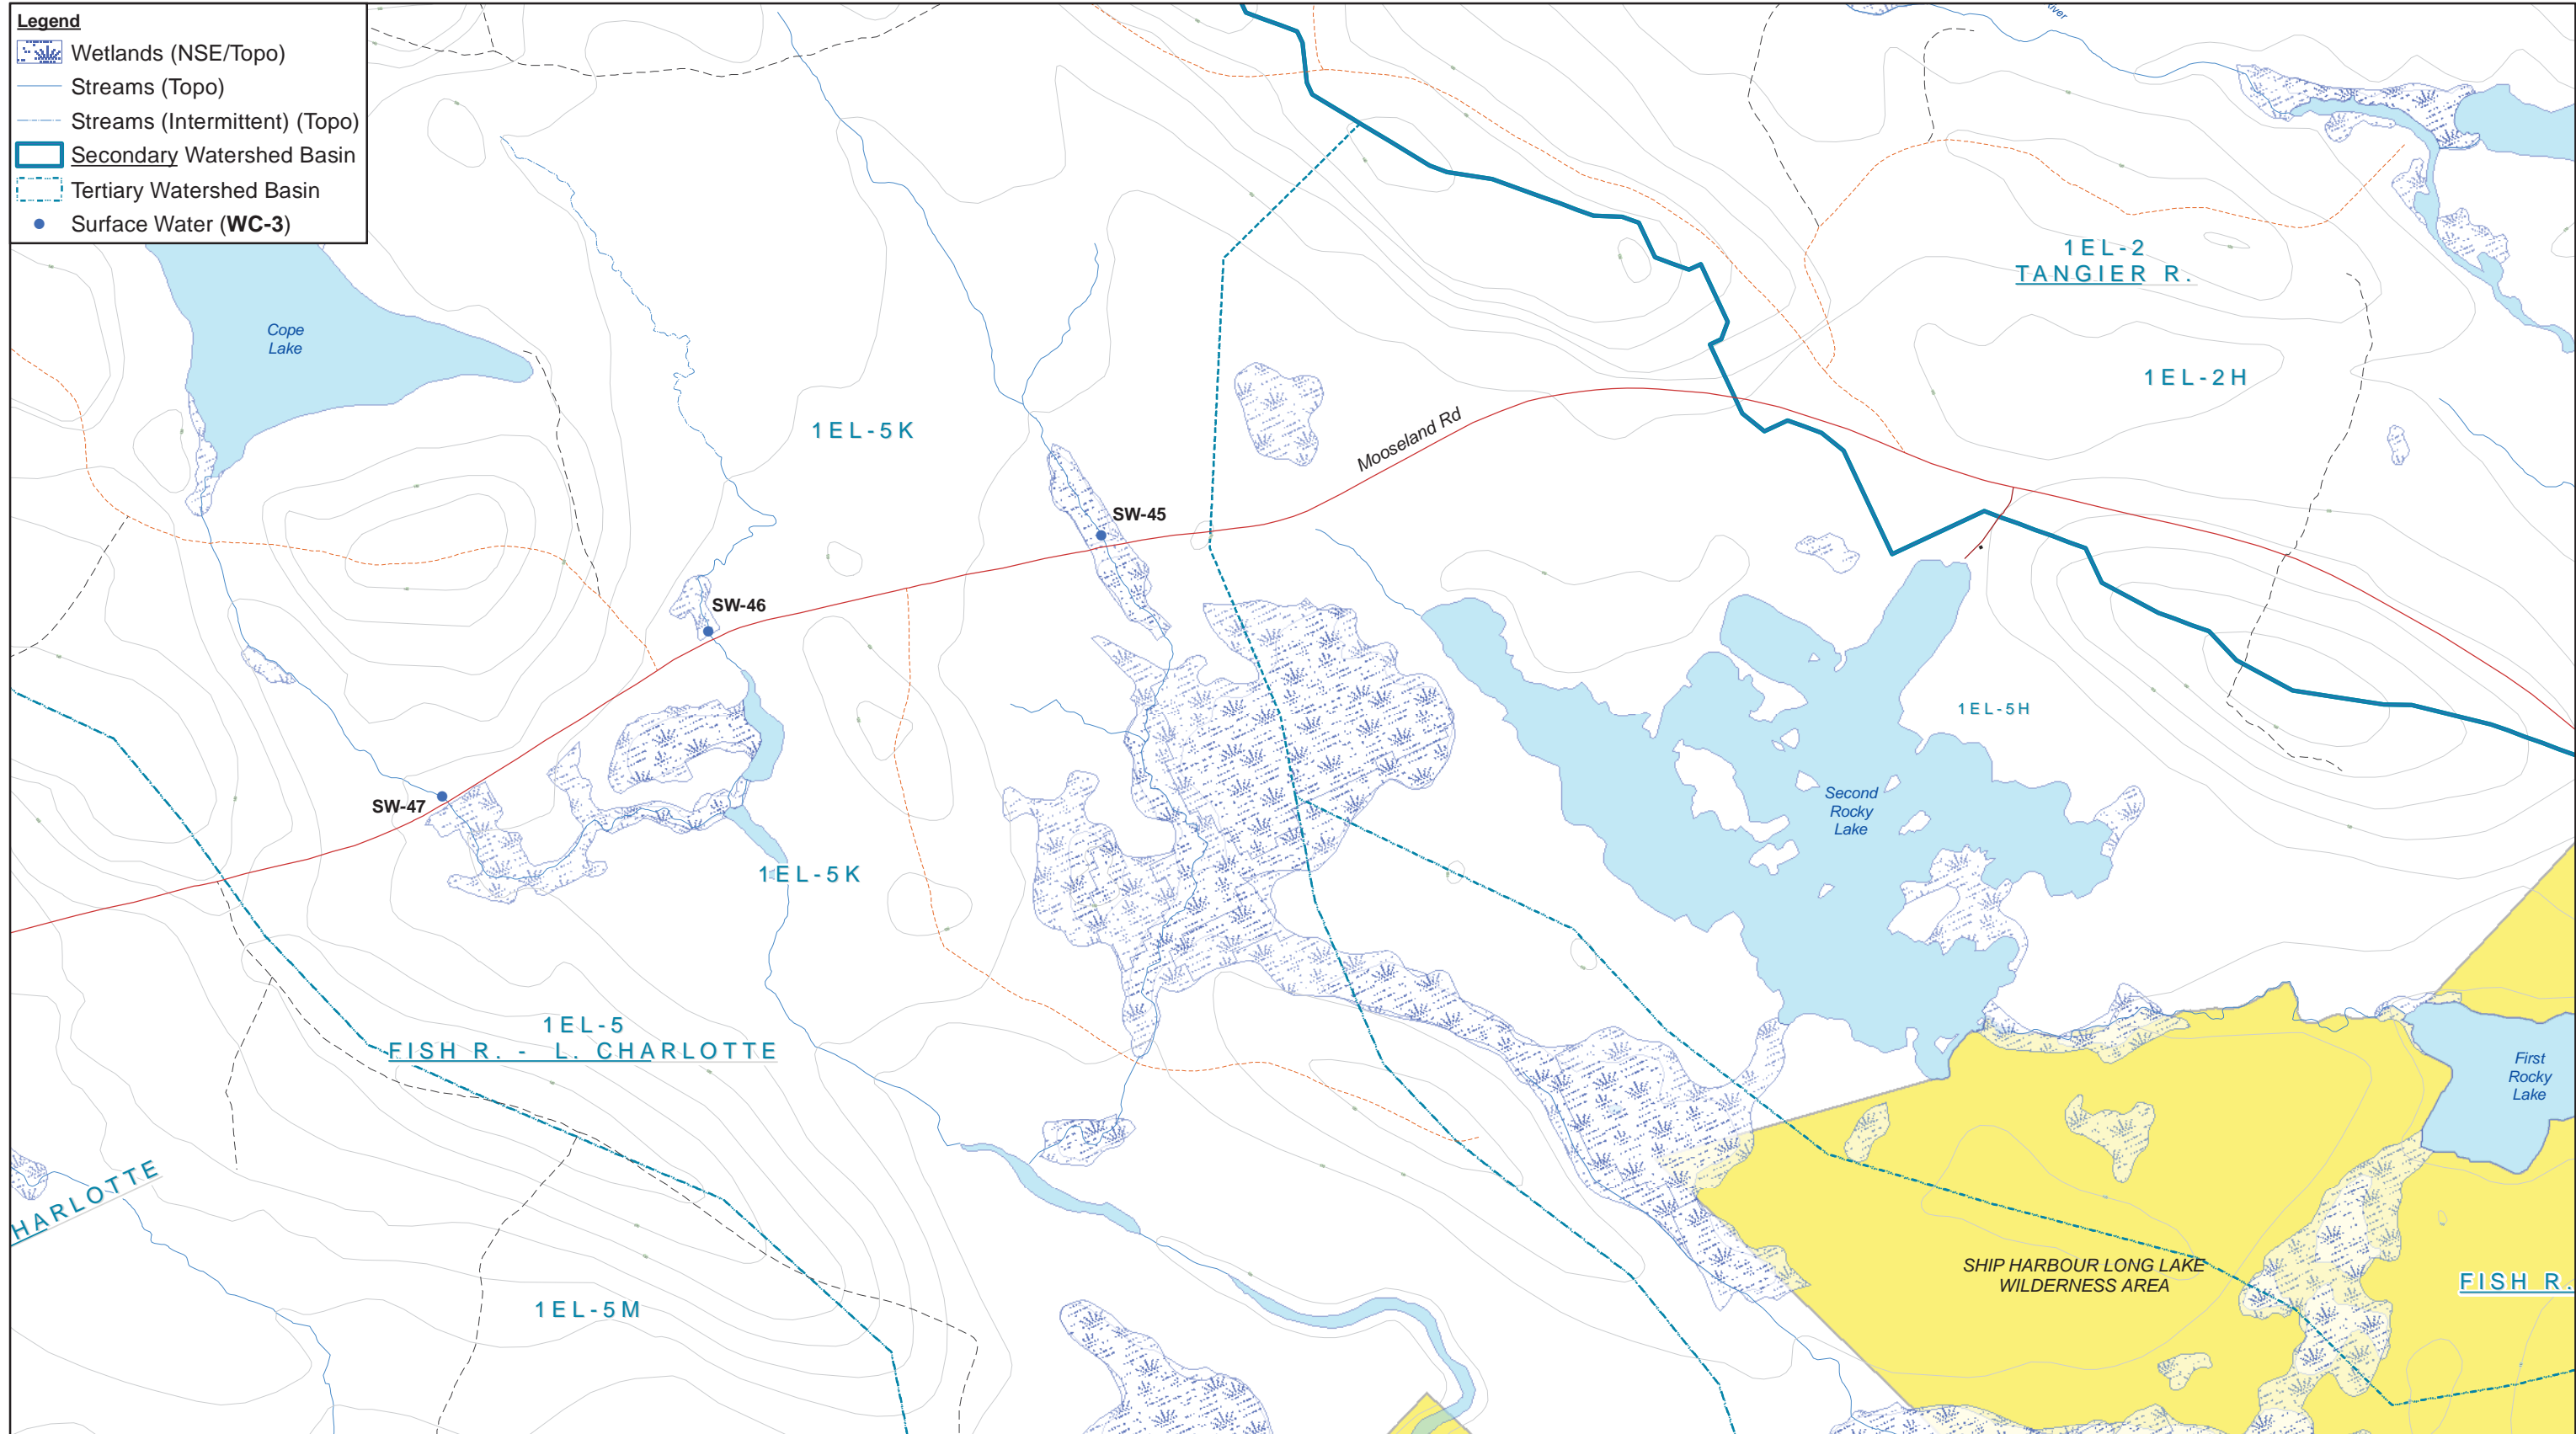 Legend
Wetlands (NSE/Topo)
Streams (Topo)
Streams (Intermittent) (Topo)
Secondary Watershed Basin
Tertiary Watershed Basin
Surface Water (WC-3)
1EL-2
TANGIER R.
Cope
Lake
1EL-2H
1EL-5K
Mooseland Rd
SW-45
SW-46
1EL-5H
SW-47
Second
Rocky
Lake
1EL-5K
1EL-5
FISH R. - L. CHARLOTTE
First
Rocky
Lake
HARLOTTE
SHIP HARBOUR LONG LAKE
WILDERNESS AREA
FISH R.
1EL-5M